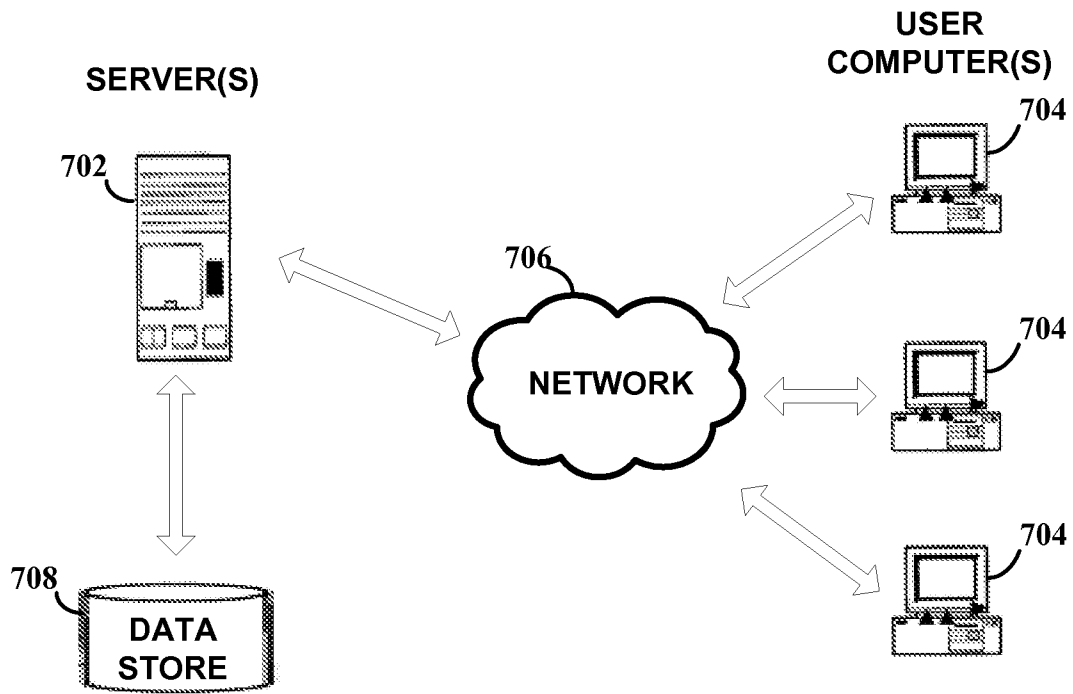 USER
COMPUTER(S)
SERVER(S)
704
702
706
704
NETWORK
704
708
DATA
STORE